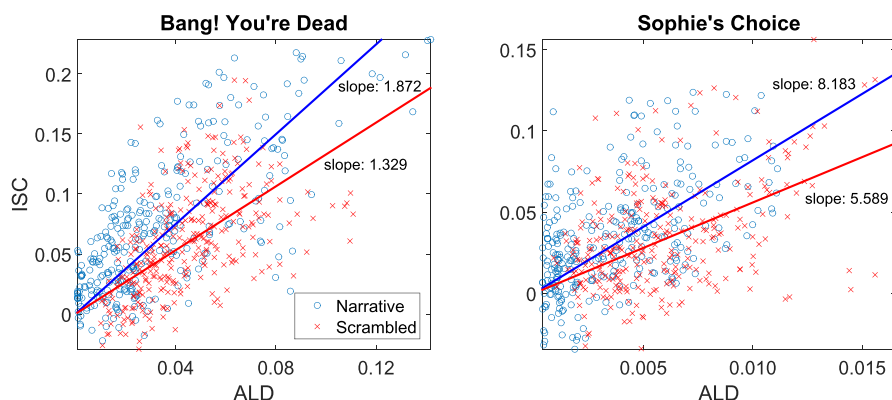 Bang! You're Dead
0.2
0.15
0.1
0.05
0
ISC
slope: 1.872
slope: 1.329
Narrative
Scrambled
0.04
0.08
0.12
ALD
Sophie's Choice
0.15
0.1
0.05
0
slope: 8.183
slope: 5.589
0.005
0.010
0.015
ALD